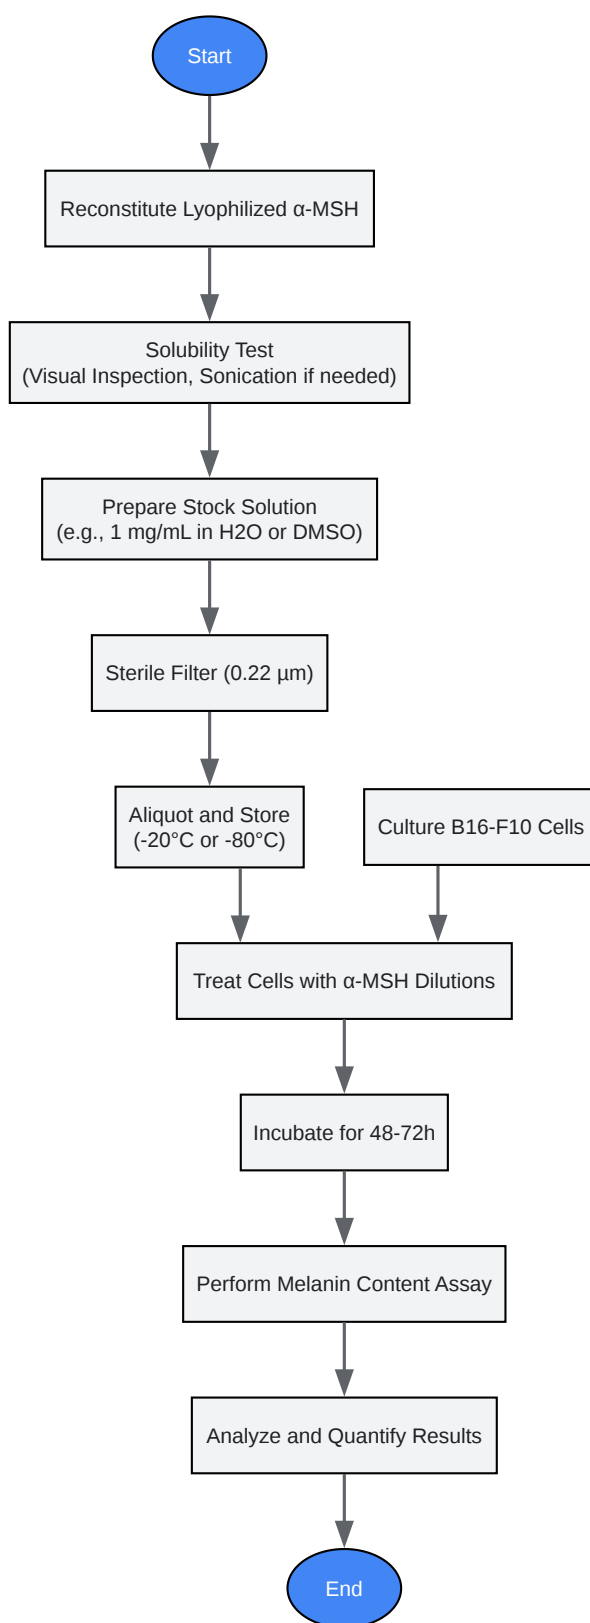 Start
Reconstitute Lyophilized α-MSH
Solubility Test
(Visual Inspection, Sonication if needed)
Prepare Stock Solution
(e.g., 1 mg/mL in H2O or DMSO)
Sterile Filter (0.22 µm)
Aliquot and Store
(-20°C or -80°C)
Culture B16-F10 Cells
Treat Cells with α-MSH Dilutions
Incubate for 48-72h
Perform Melanin Content Assay
Analyze and Quantify Results
End